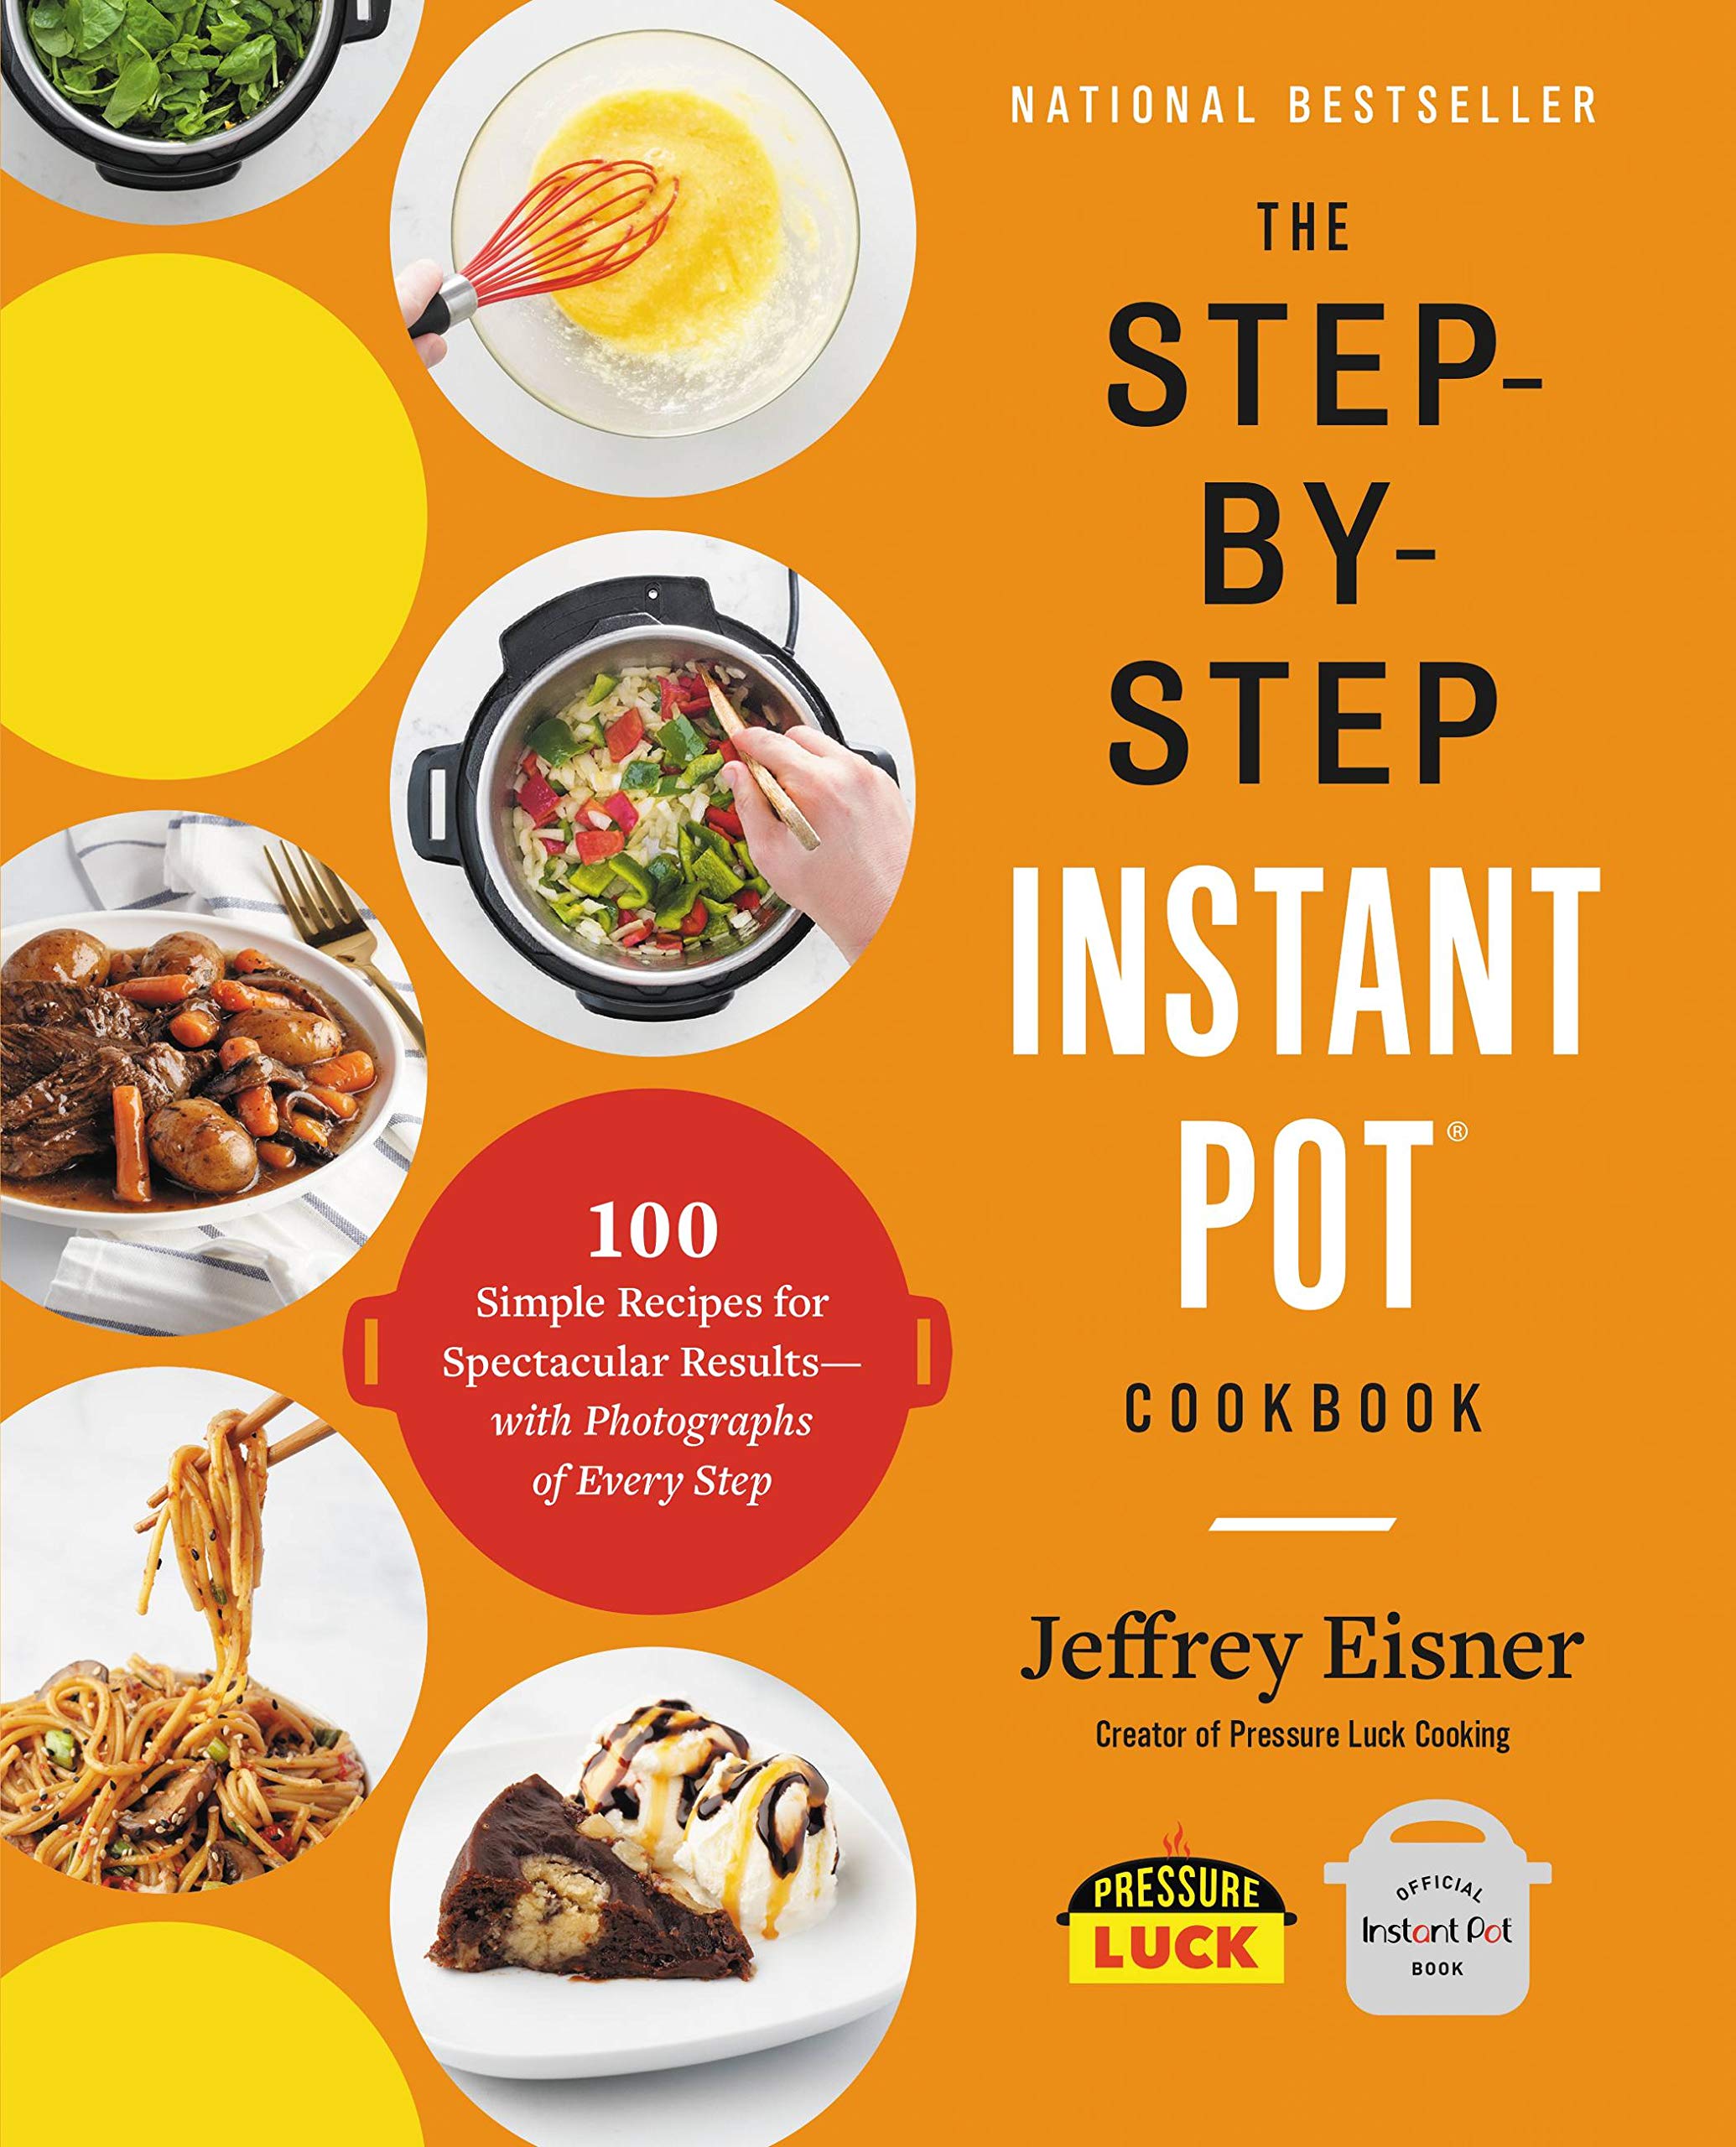 NATIONAL BESTSELLER
THE
STEP-
BY-
STEP
INSTANT
POT®
COOKBOOK
100
Simple Recipes for
Spectacular Results—
with Photographs
of Every Step
Jeffrey Eisner
Creator of Pressure Luck Cooking
PRESSURE
LUCK
OFFICIAL
Instant Pot
BOOK